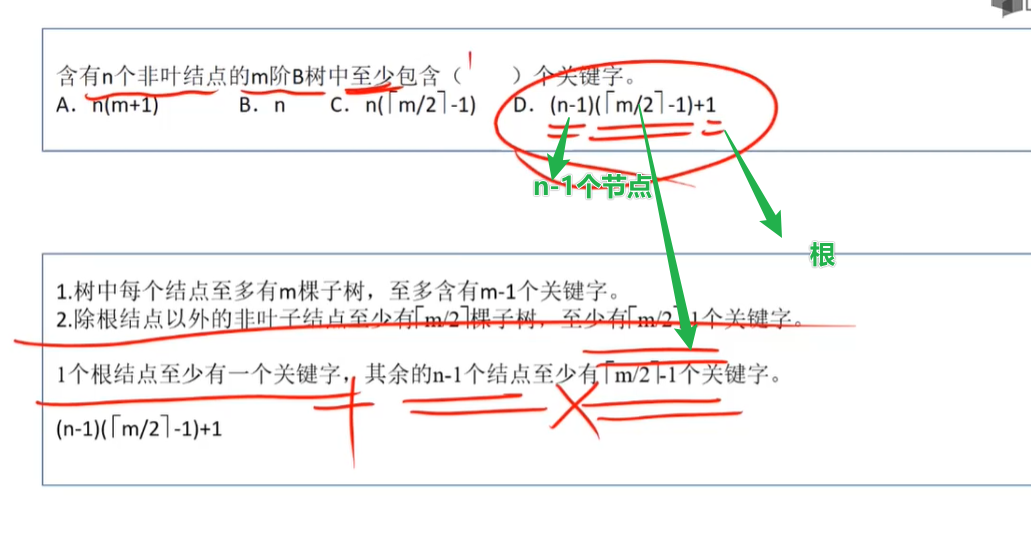 含有n个非叶结点的m阶B树中至少包含（ ）个关键字。
A. n(m+1) B. n C. n(⌈m/2⌉-1) D. (n-1)(⌈m/2⌉-1)+1
n-1个节点
根
1.树中每个结点至多有m棵子树，至多含有m-1个关键字。
2.除根结点以外的非叶子结点至少有⌈m/2⌉棵子树，至少有⌈m/2⌉-1个关键字。
1个根结点至少有一个关键字，其余的n-1个结点至少有⌈m/2⌉-1个关键字。
(n-1)(⌈m/2⌉-1)+1